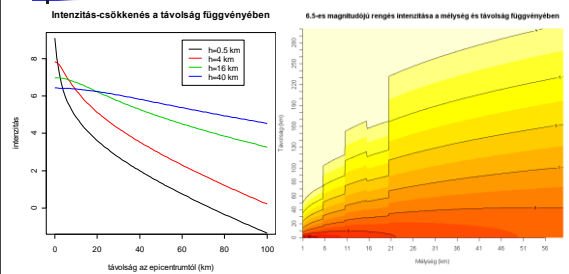 Intenzitás-csökkenés a távolság függvényében
h=0.5 km
h=4 km
h=16 km
h=40 km
intenzitás
8
6
4
2
0
0 20 40 60 80 100
távolság az epicentrumtól (km)
6.5-es magnitudójú rengés intenzitása a mélység és távolság függvényében
Távolság (km)
1 6 11 16 21 26 31 36 41 46 51 56
Mélység (km)